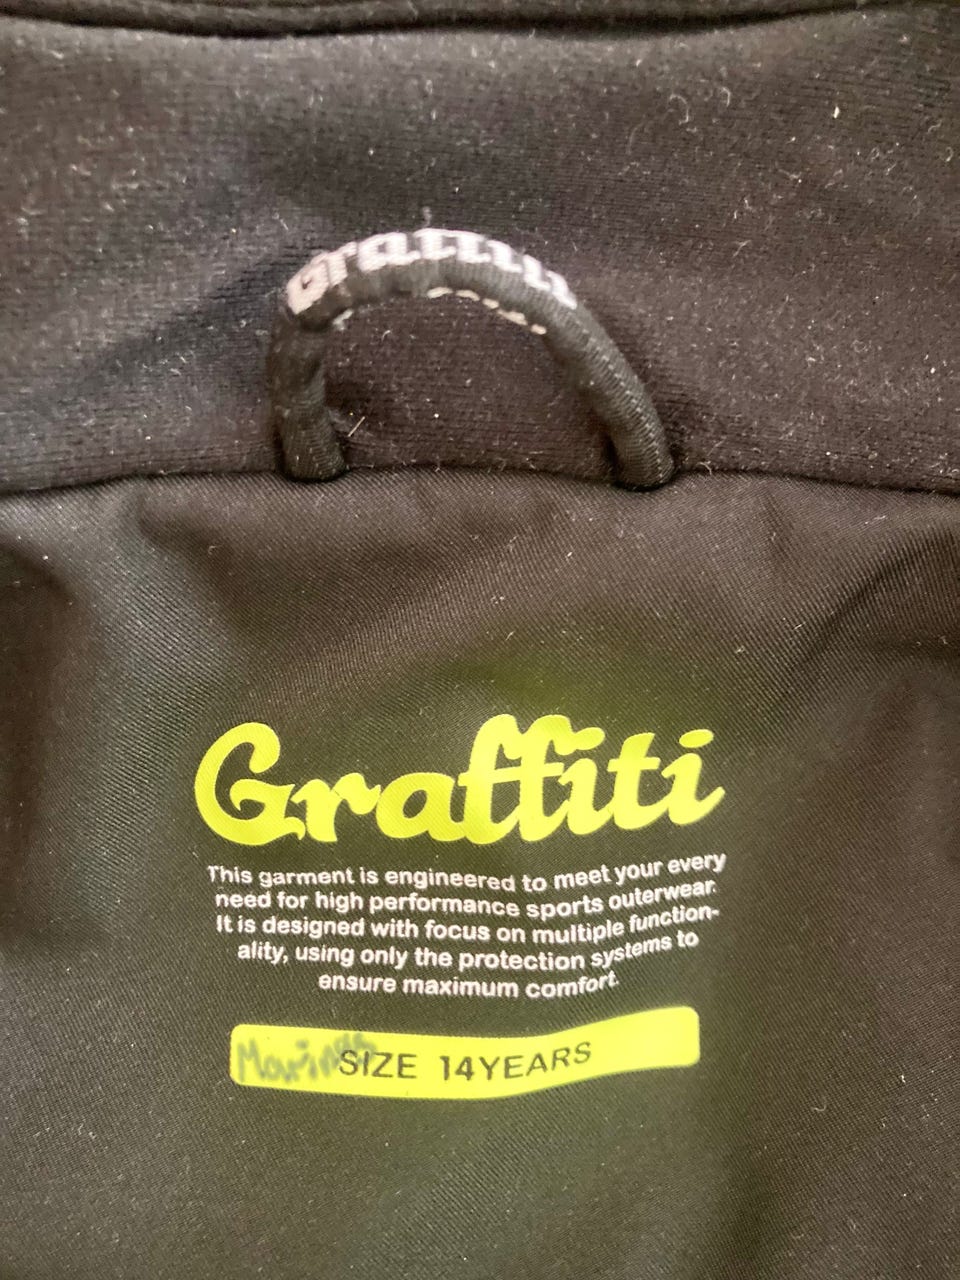 Graffiti
Graffiti
This garment is engineered to meet your every
need for high performance sports outerwear.
It is designed with focus on multiple function-
ality, using only the protection systems to
ensure maximum comfort.
SIZE 14YEARS